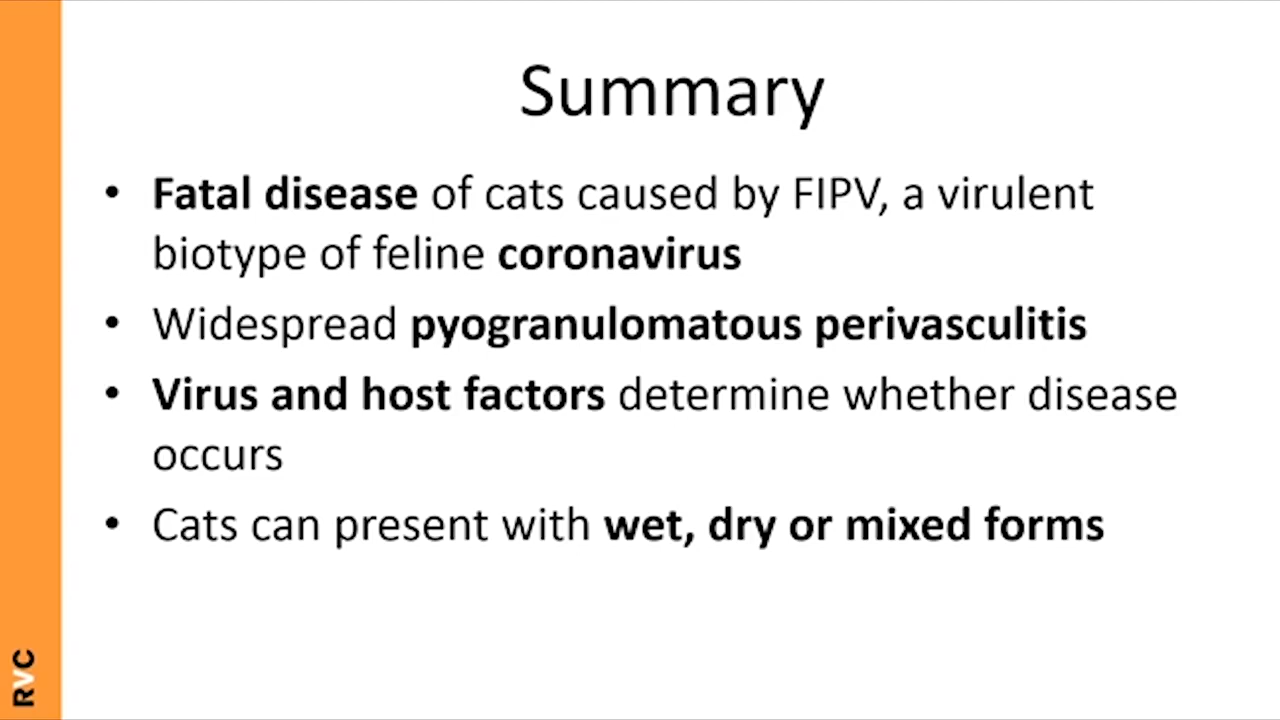 Summary
• Fatal disease of cats caused by FIPV, a virulent
biotype of feline coronavirus
• Widespread pyogranulomatous perivasculitis
• Virus and host factors determine whether disease
occurs
• Cats can present with wet, dry or mixed forms
RVC